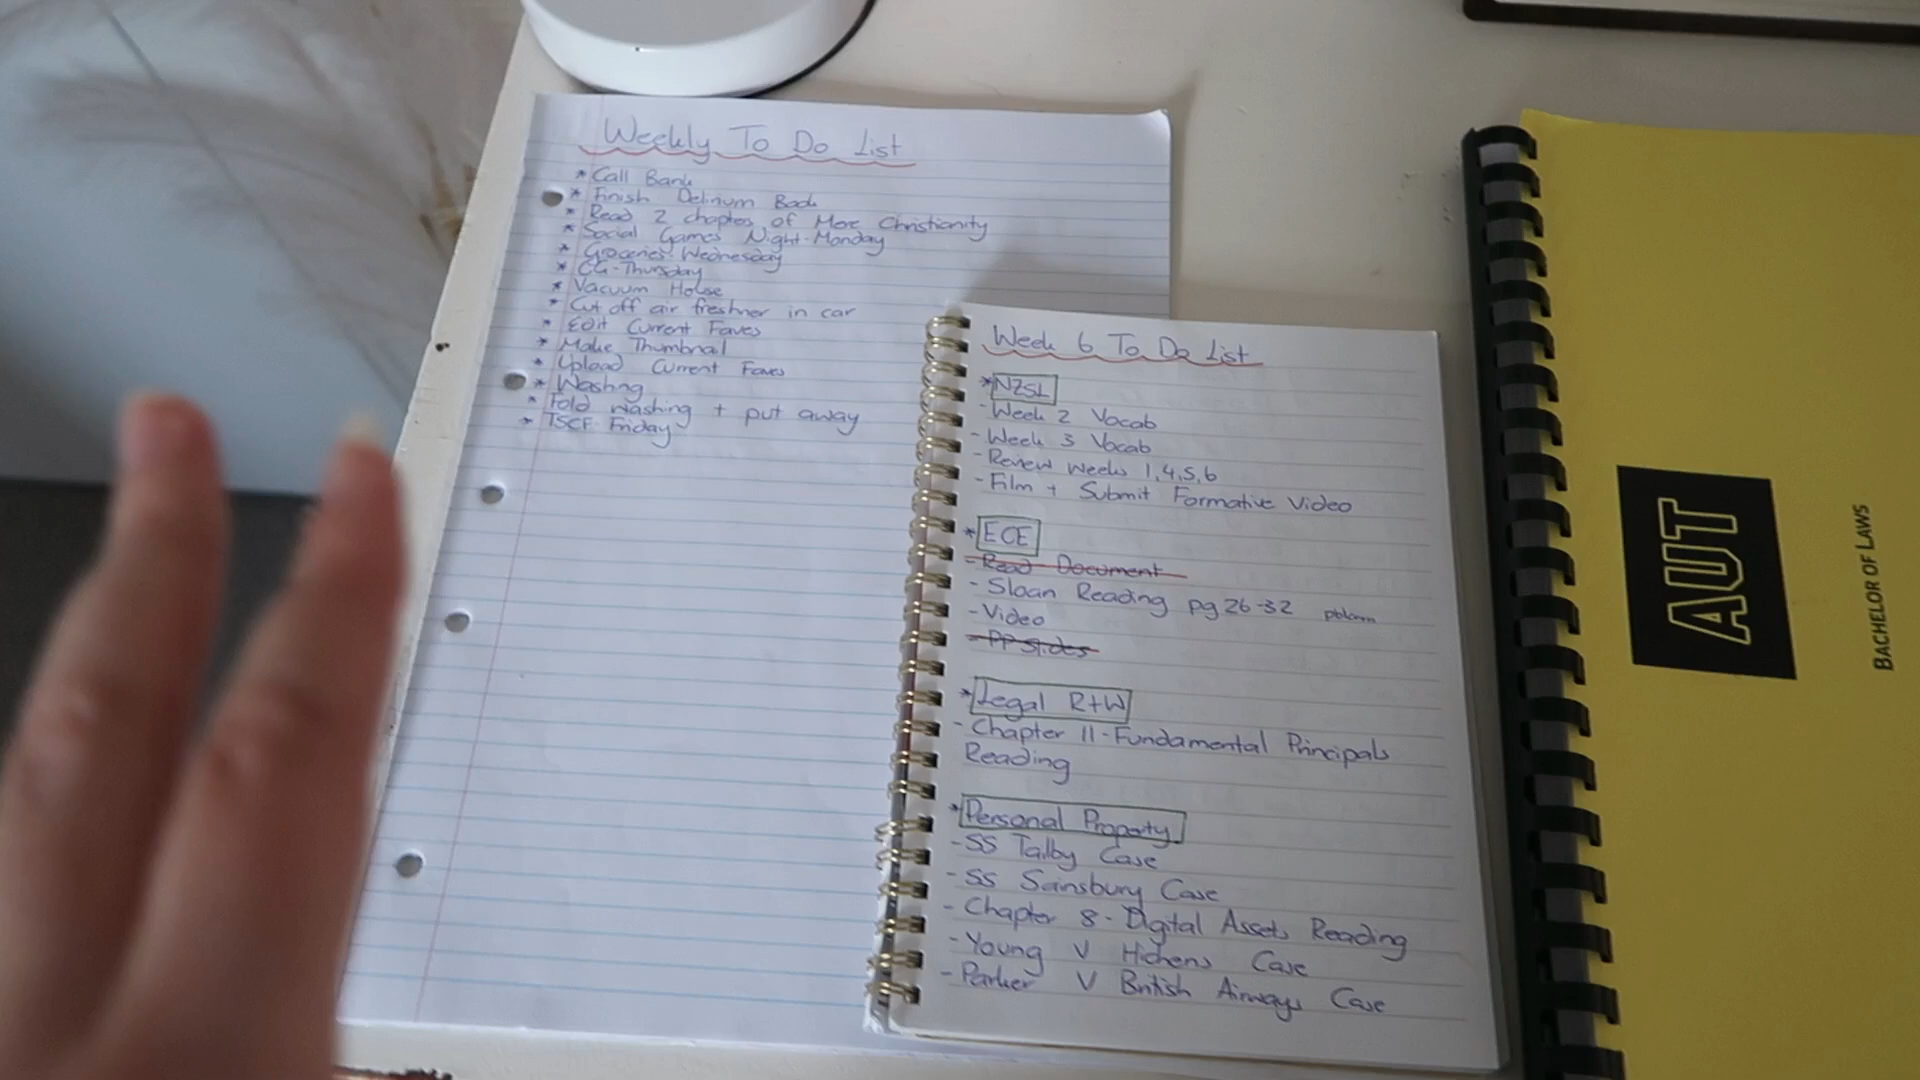 Weekly To Do List
* Call Bank
* Finish Delirium Book
* Read 2 chapters of Mere Christianity
* Social Games Night-Monday
* Groceries-Wednesday
* CG-Thursday
* Vacuum House
* Cut off air freshner in car
* Edit Current Faves
* Make Thumbnail
* Upload Current Faves
* Washing
* Fold washing + put away
* TSCF Friday
Week 6 To Do List
* NZSL
- Week 2 Vocab
- Week 3 Vocab
- Review Weeks 1,4,5,6
- Film + Submit Formative Video
* ECE
- Read Document
- Sloan Reading pg 26-32
- Video
- PP slides
* Legal R+W
- Chapter 11-Fundamental Principals
Reading
* Personal Property
- SS Tailby Case
- SS Sainsbury Case
- Chapter 8-Digital Assets Reading
- Young V Hichens Case
- Parker V British Airways Case
AUT
BACHELOR OF LAWS